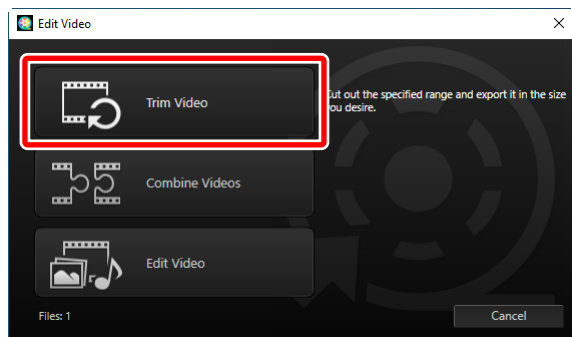 Edit Video
Trim Video
Cut out the specified range and export it in the size
you desire.
Combine Videos
Edit Video
Files: 1
Cancel